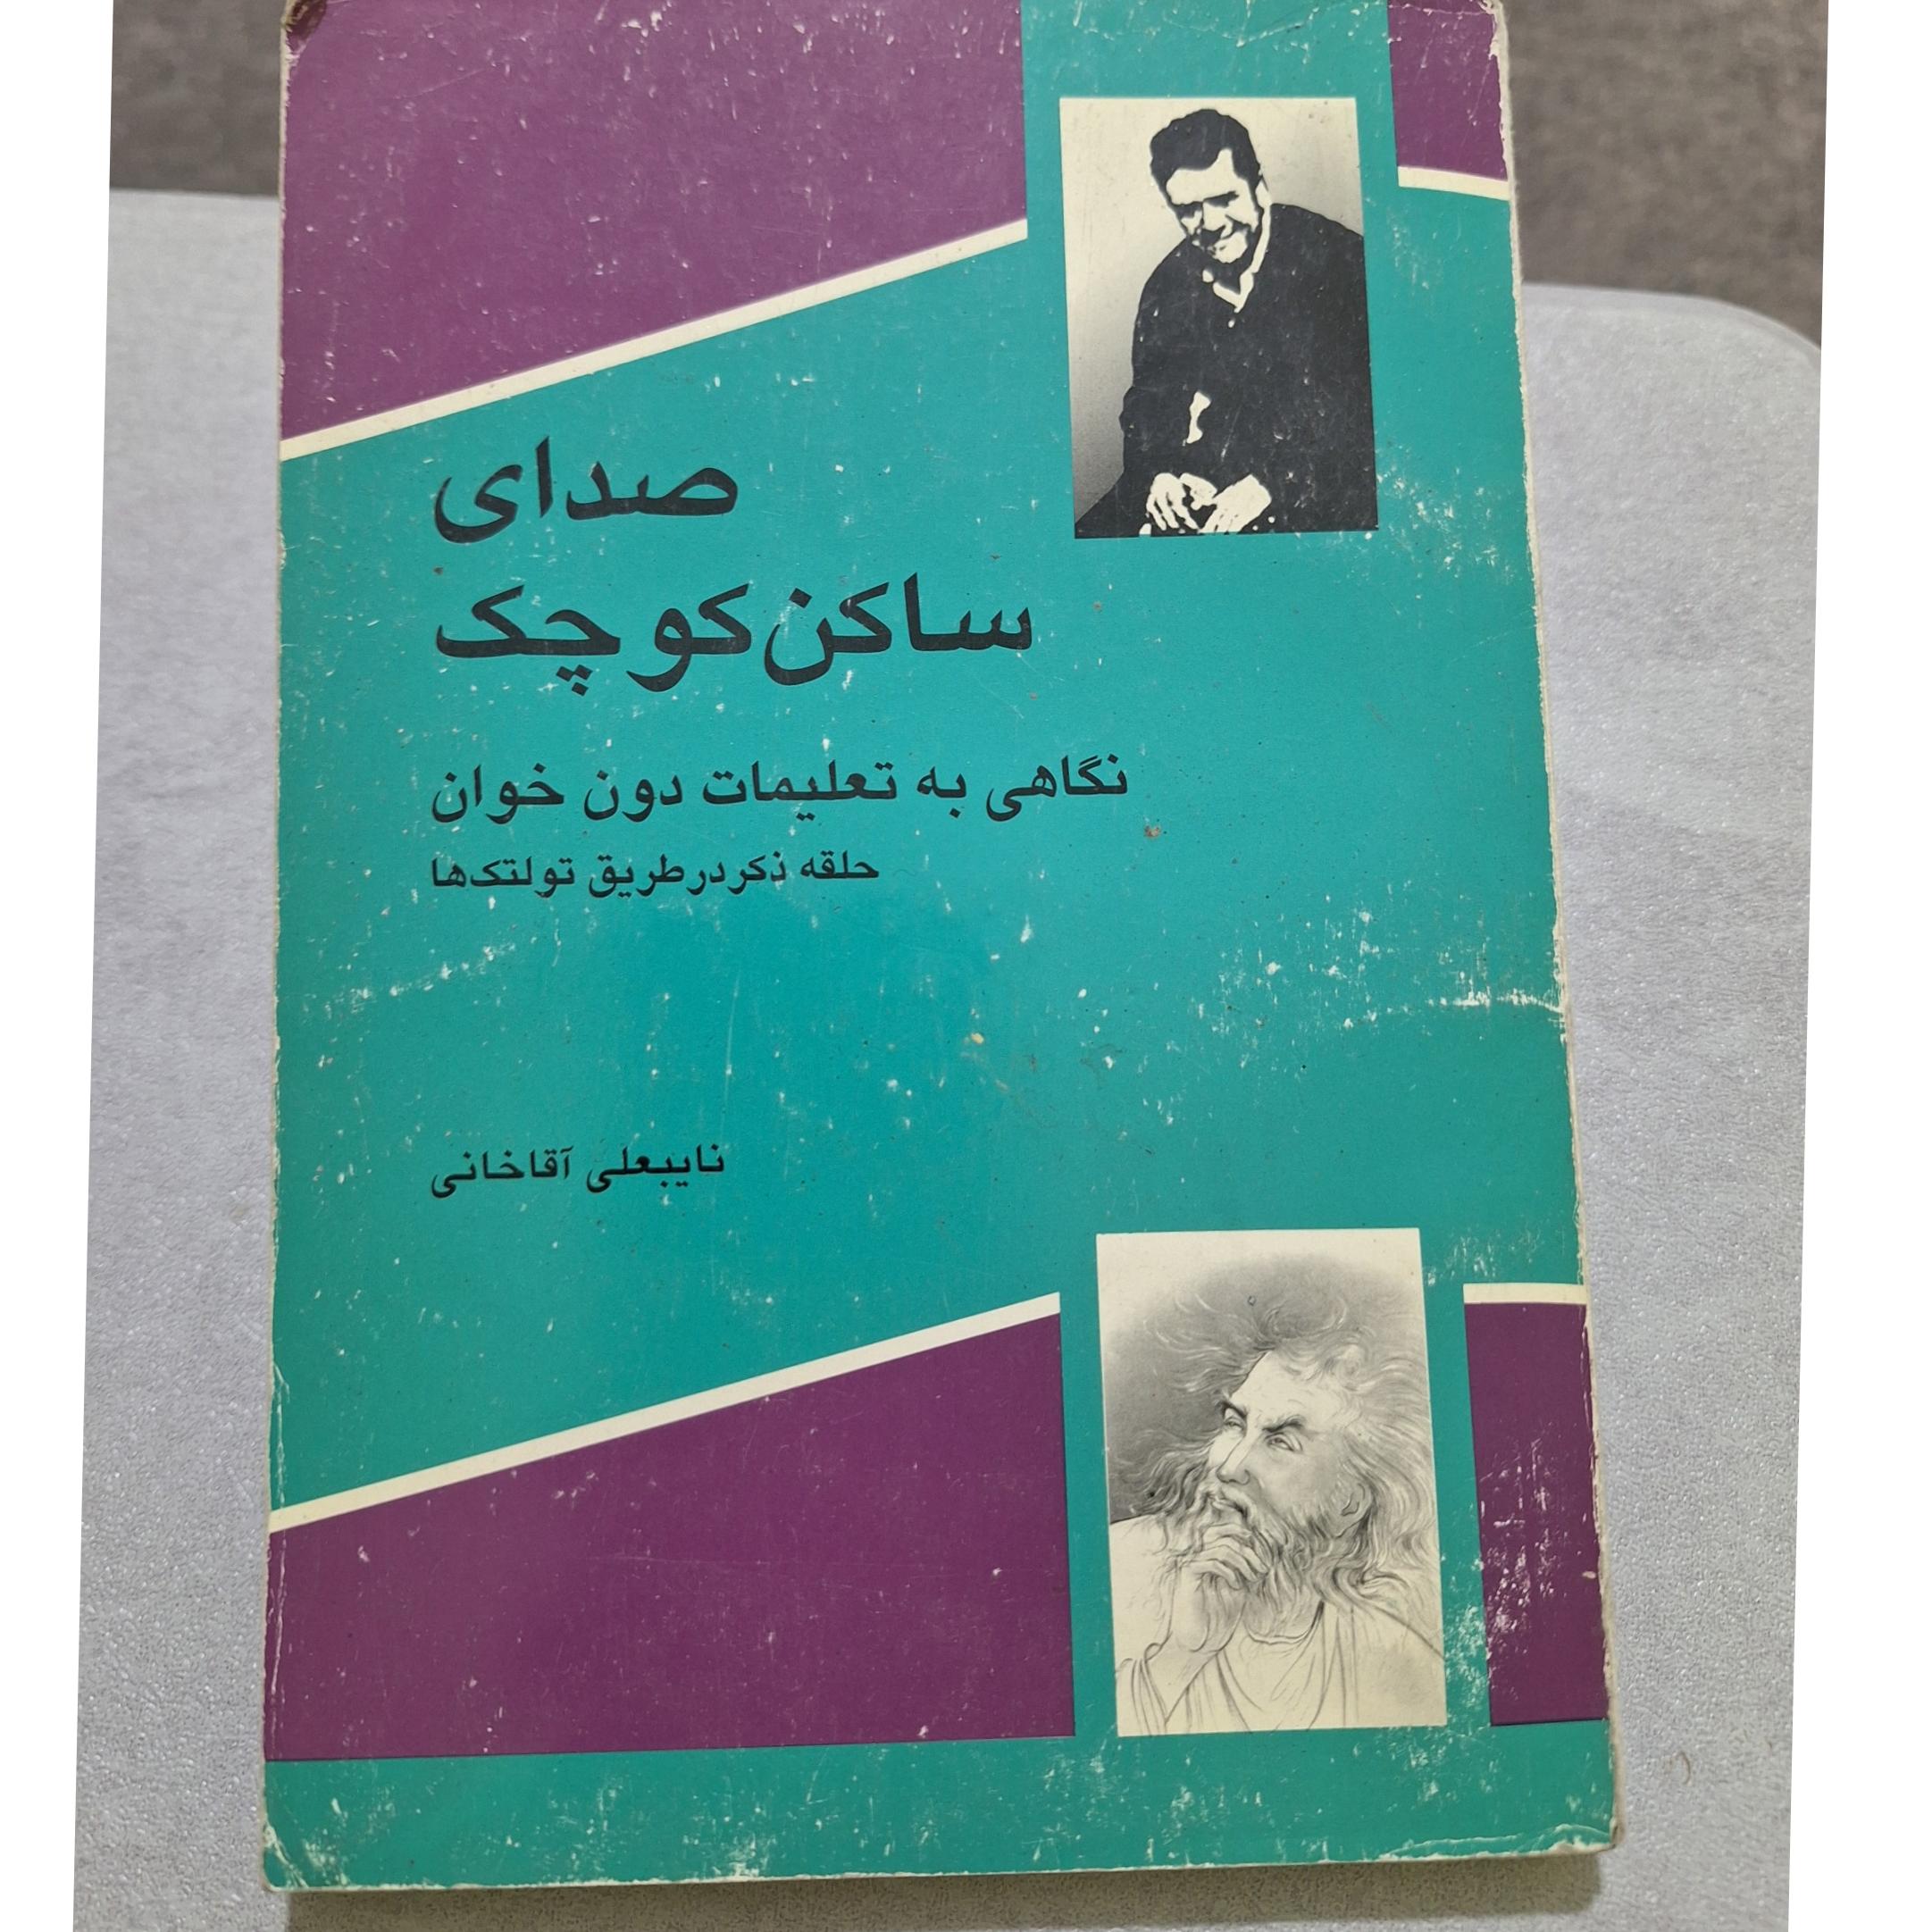 صدای
ساکن کوچک
نگاهی به تعلیمات دون خوان
حلقه ذکر در طریق تولتک‌ها
نایبعلی آقاخانی